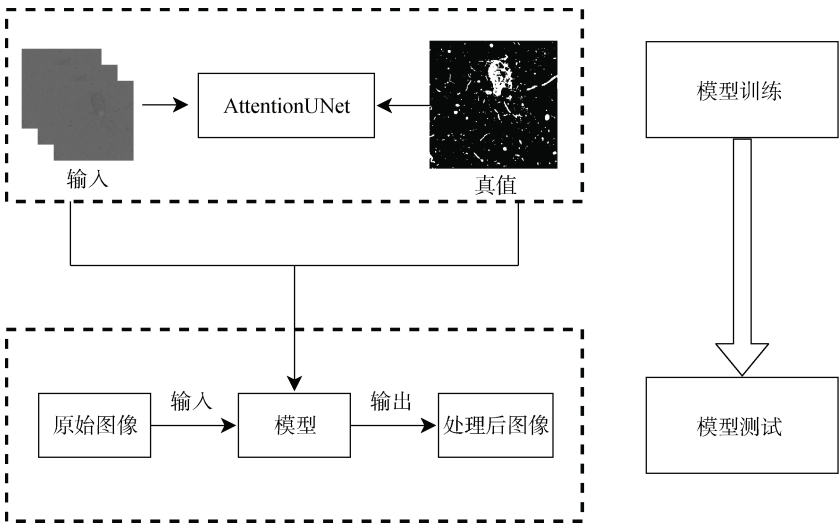 AttentionUNet
输入
真值
模型训练
原始图像
输入
模型
输出
处理后图像
模型测试